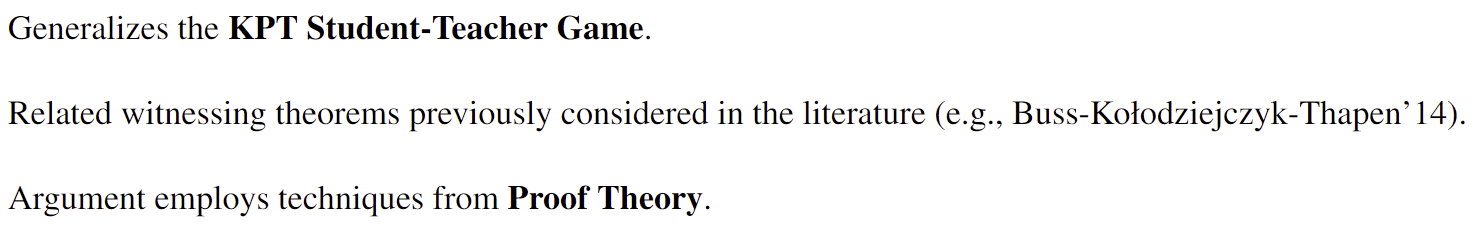 Generalizes the KPT Student-Teacher Game.
Related witnessing theorems previously considered in the literature (e.g., Buss-Kołodziejczyk-Thapen’14).
Argument employs techniques from Proof Theory.